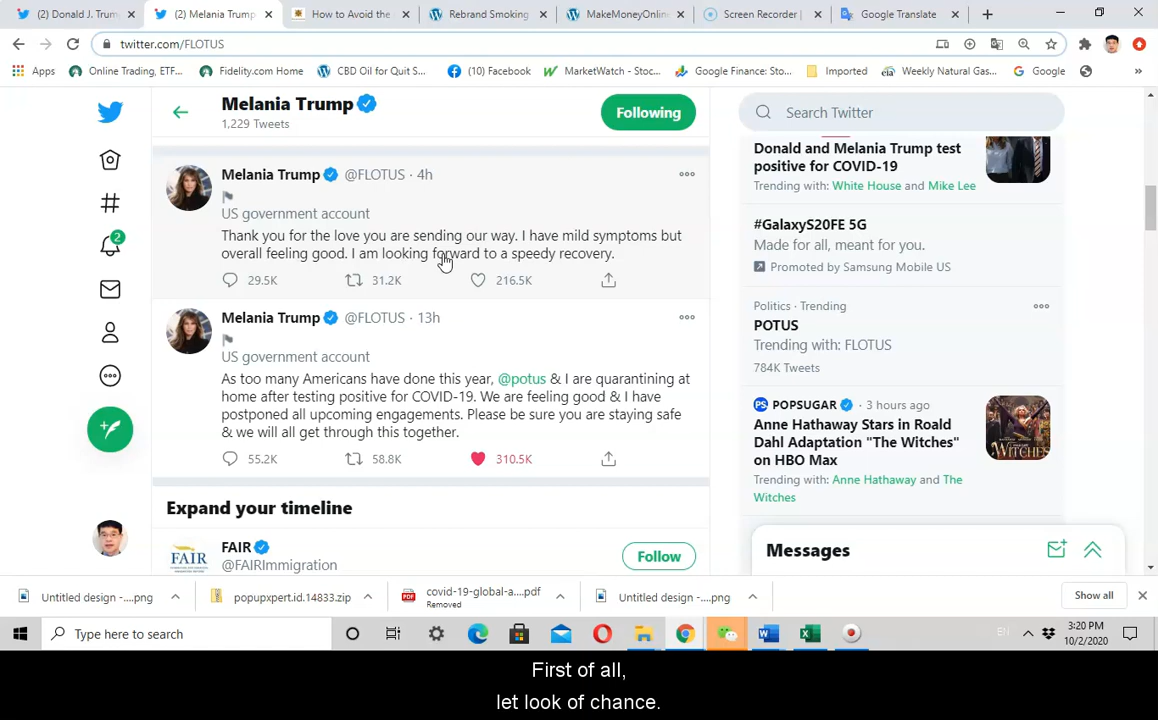 (2) Donald J. Trum
(2) Melania Trump
How to Avoid the
Rebrand Smoking
MakeMoneyOnlin
Screen Recorder |
Google Translate
twitter.com/FLOTUS
Apps
Online Trading, ETF...
Fidelity.com Home
CBD Oil for Quit S...
(10) Facebook
MarketWatch - Stoc...
Google Finance: Sto...
Imported
Weekly Natural Gas...
Google
Melania Trump
1,229 Tweets
Following
Melania Trump @FLOTUS · 4h
US government account
Thank you for the love you are sending our way. I have mild symptoms but
overall feeling good. I am looking forward to a speedy recovery.
29.5K 31.2K 216.5K
Melania Trump @FLOTUS · 13h
US government account
As too many Americans have done this year, @potus & I are quarantining at
home after testing positive for COVID-19. We are feeling good & I have
postponed all upcoming engagements. Please be sure you are staying safe
& we will all get through this together.
55.2K 58.8K 310.5K
Expand your timeline
FAIR
@FAIRImmigration
Follow
2
Search Twitter
Donald and Melania Trump test
positive for COVID-19
Trending with: White House and Mike Lee
#GalaxyS20FE 5G
Made for all, meant for you.
Promoted by Samsung Mobile US
Politics · Trending
POTUS
Trending with: FLOTUS
784K Tweets
PS POPSUGAR · 3 hours ago
Anne Hathaway Stars in Roald
Dahl Adaptation "The Witches"
on HBO Max
Trending with: Anne Hathaway and The
Witches
Messages
Untitled design -....png
popupxpert.id.14833.zip
covid-19-global-a....pdf
Removed
Untitled design -....png
Show all
Type here to search
EN
3:20 PM
10/2/2020
First of all,
let look of chance.